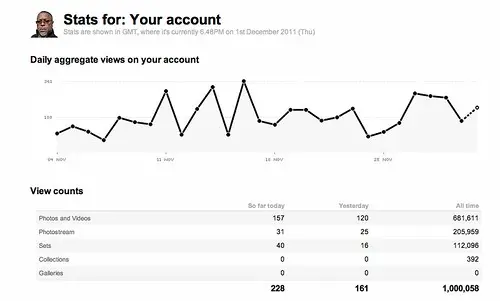 Stats for: Your account
Stats are shown in GMT, where it's currently 6.48PM on 1st December 2011 (Thu)
Daily aggregate views on your account
04 NOV 11 NOV 18 NOV 25 NOV
View counts
So far today Yesterday All time
Photos and Videos 157 120 681,611
Photostream 31 25 205,959
Sets 40 16 112,096
Collections 0 0 392
Galleries 0 0 0
228 161 1,000,058